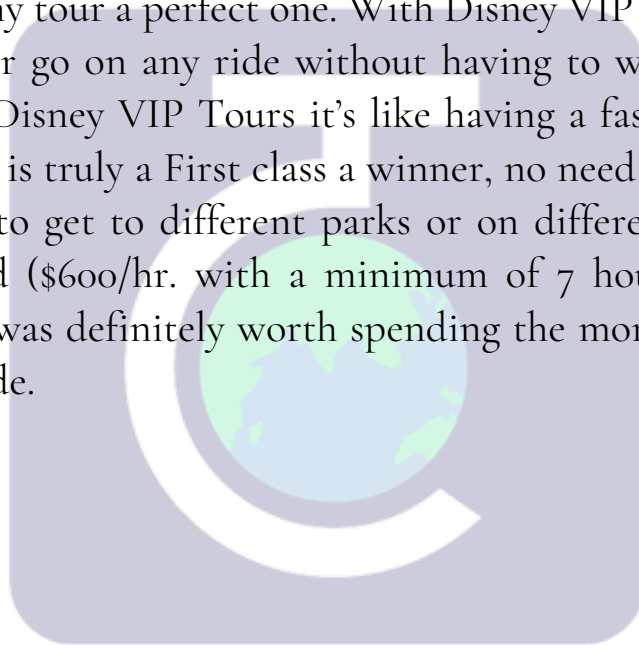 ny tour a perfect one. With Disney VIP
r go on any ride without having to w
Disney VIP Tours it’s like having a fas
is truly a First class a winner, no need
to get to different parks or on differe
d ($600/hr. with a minimum of 7 hou
was definitely worth spending the mon
de.